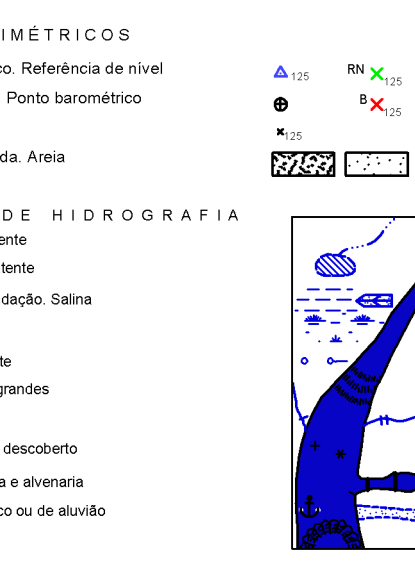 IMÉTRICOS
co. Referência de nível
125
RN
125
Ponto barométrico
B
125
125
da. Areia
DE HIDROGRAFIA
ente
tente
dação. Salina
te
grandes
descoberto
a e alvenaria
co ou de aluvião